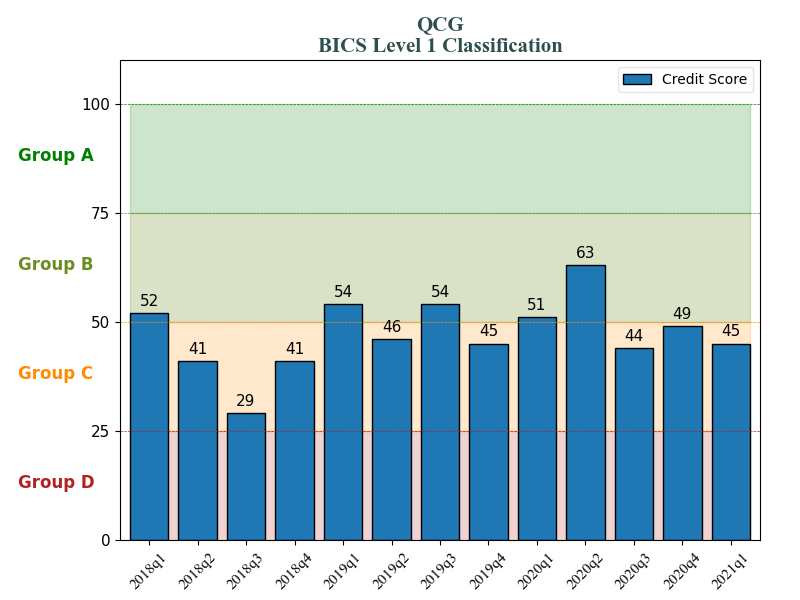 QCG
BICS Level 1 Classification
Credit Score
100
Group A
75
Group B
50
Group C
25
Group D
0
52
41
29
41
54
46
54
45
51
63
44
49
45
2018q1
2018q2
2018q3
2018q4
2019q1
2019q2
2019q3
2019q4
2020q1
2020q2
2020q3
2020q4
2021q1